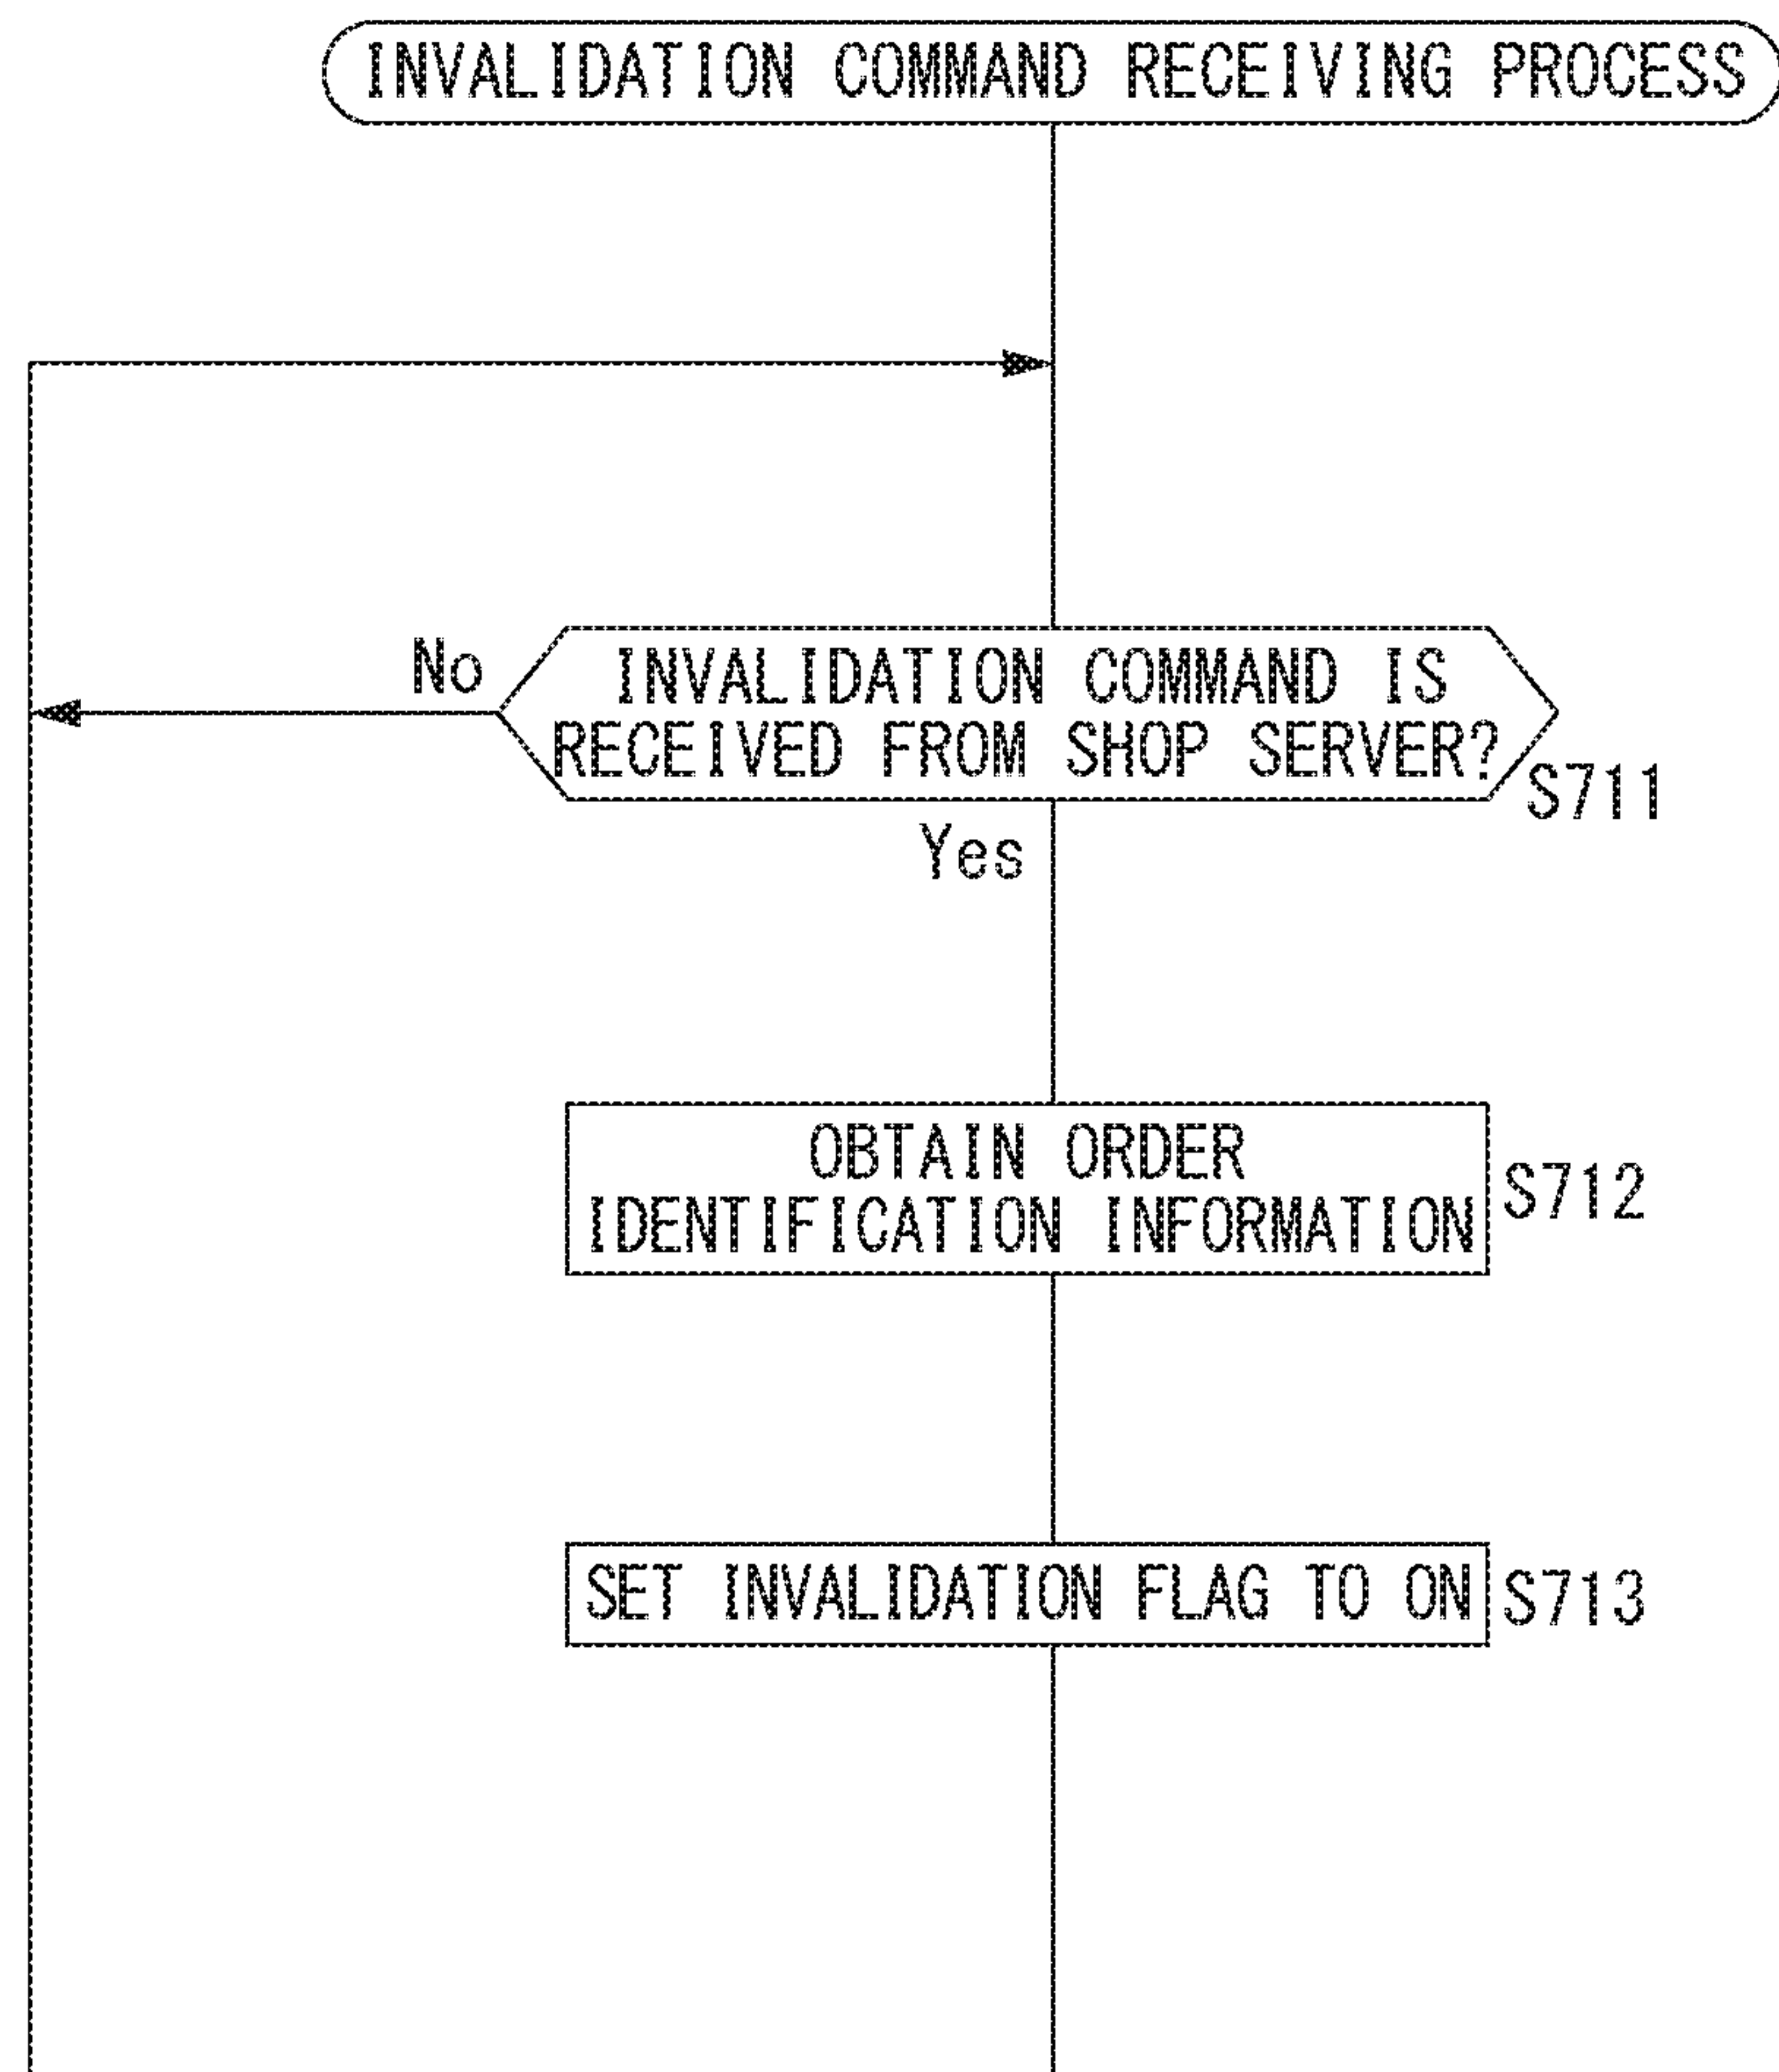 INVALIDATION COMMAND RECEIVING PROCESS
No
INVALIDATION COMMAND IS
RECEIVED FROM SHOP SERVER?
S711
Yes
OBTAIN ORDER
IDENTIFICATION INFORMATION
S712
SET INVALIDATION FLAG TO ON
S713